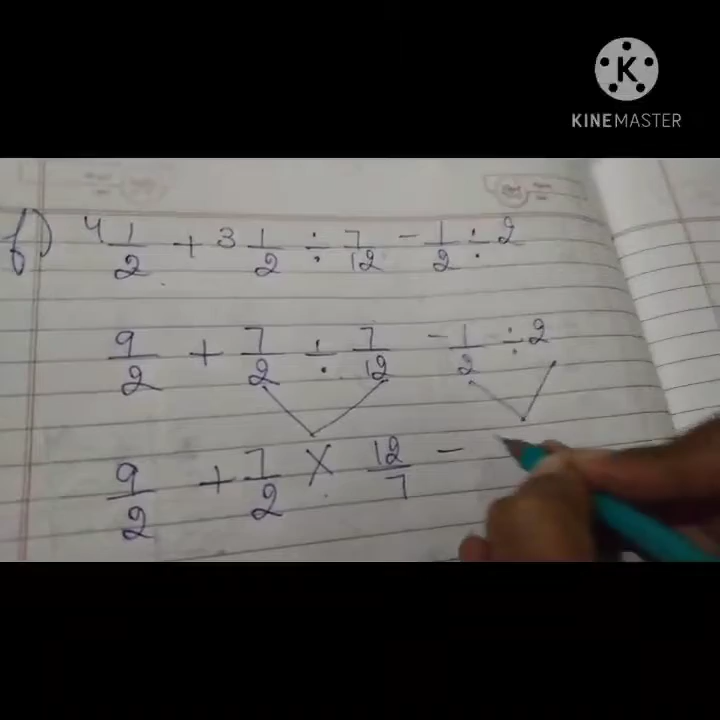 KINEMASTER
f) 4 1/2 + 3 1/2 ÷ 7/12 - 1/2 ÷ 2
9/2 + 7/2 ÷ 7/12 - 1/2 ÷ 2
9/2 + 7/2 × 12/7 -